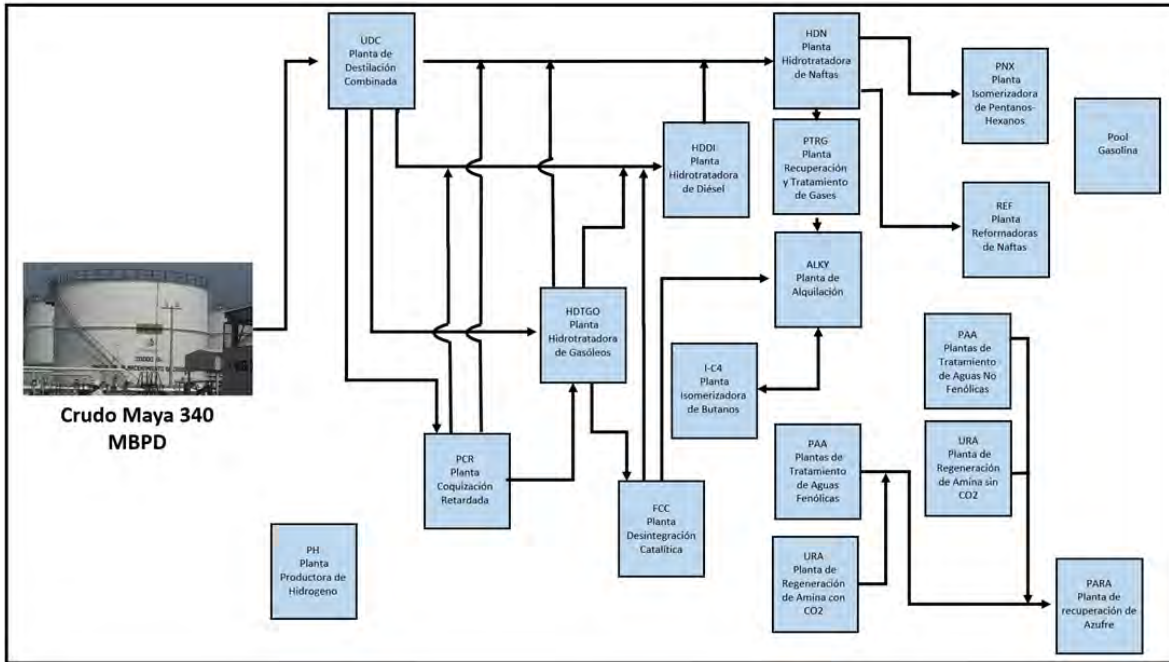 UDC
Planta de
Destilación
Combinada
HDN
Planta
Hidrotratadora
de Naftas
PNX
Planta
Isomerizadora
de Pentanos-
Hexanos
Pool
Gasolina
HDDI
Planta
Hidrotratadora
de Diésel
PTRG
Planta
Recuperación
y Tratamiento
de Gases
REF
Planta
Reformadoras
de Naftas
ALKY
Planta de
Alquilación
HDTGO
Planta
Hidrotratadora
de Gasóleos
I-C4
Planta
Isomerizadora
de Butanos
PAA
Plantas de
Tratamiento
de Aguas No
Fenólicas
Crudo Maya 340
MBPD
PCR
Planta
Coquización
Retardada
FCC
Planta
Desintegración
Catalítica
PAA
Plantas de
Tratamiento
de Aguas
Fenólicas
URA
Planta de
Regeneración
de Amina sin
CO2
PH
Planta
Productora de
Hidrogeno
URA
Planta de
Regeneración
de Amina con
CO2
PARA
Planta de
recuperación de
Azufre